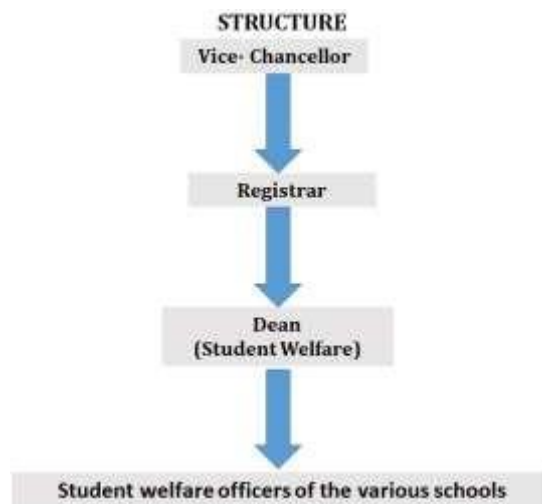 STRUCTURE
Vice- Chancellor
Registrar
Dean
(Student Welfare)
Student welfare officers of the various schools